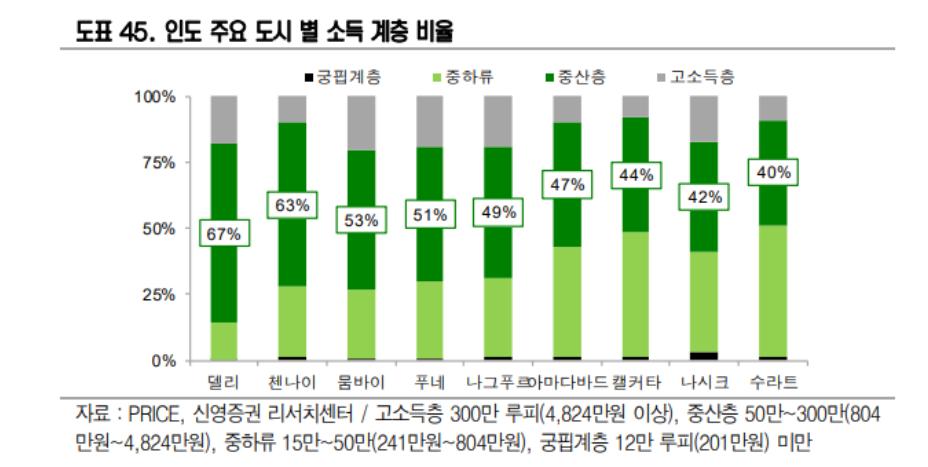 도표 45. 인도 주요 도시 별 소득 계층 비율
궁핍계층 중하류 중산층 고소득층
100%
75%
50%
25%
0%
67% 63% 53% 51% 49% 47% 44% 42% 40%
델리 첸나이 뭄바이 푸네 나그푸르 아마다바드 캘커타 나시크 수라트
자료 : PRICE, 신영증권 리서치센터 / 고소득층 300만 루피(4,824만원 이상), 중산층 50만~300만(804
만원~4,824만원), 중하류 15만~50만(241만원~804만원), 궁핍계층 12만 루피(201만원) 미만